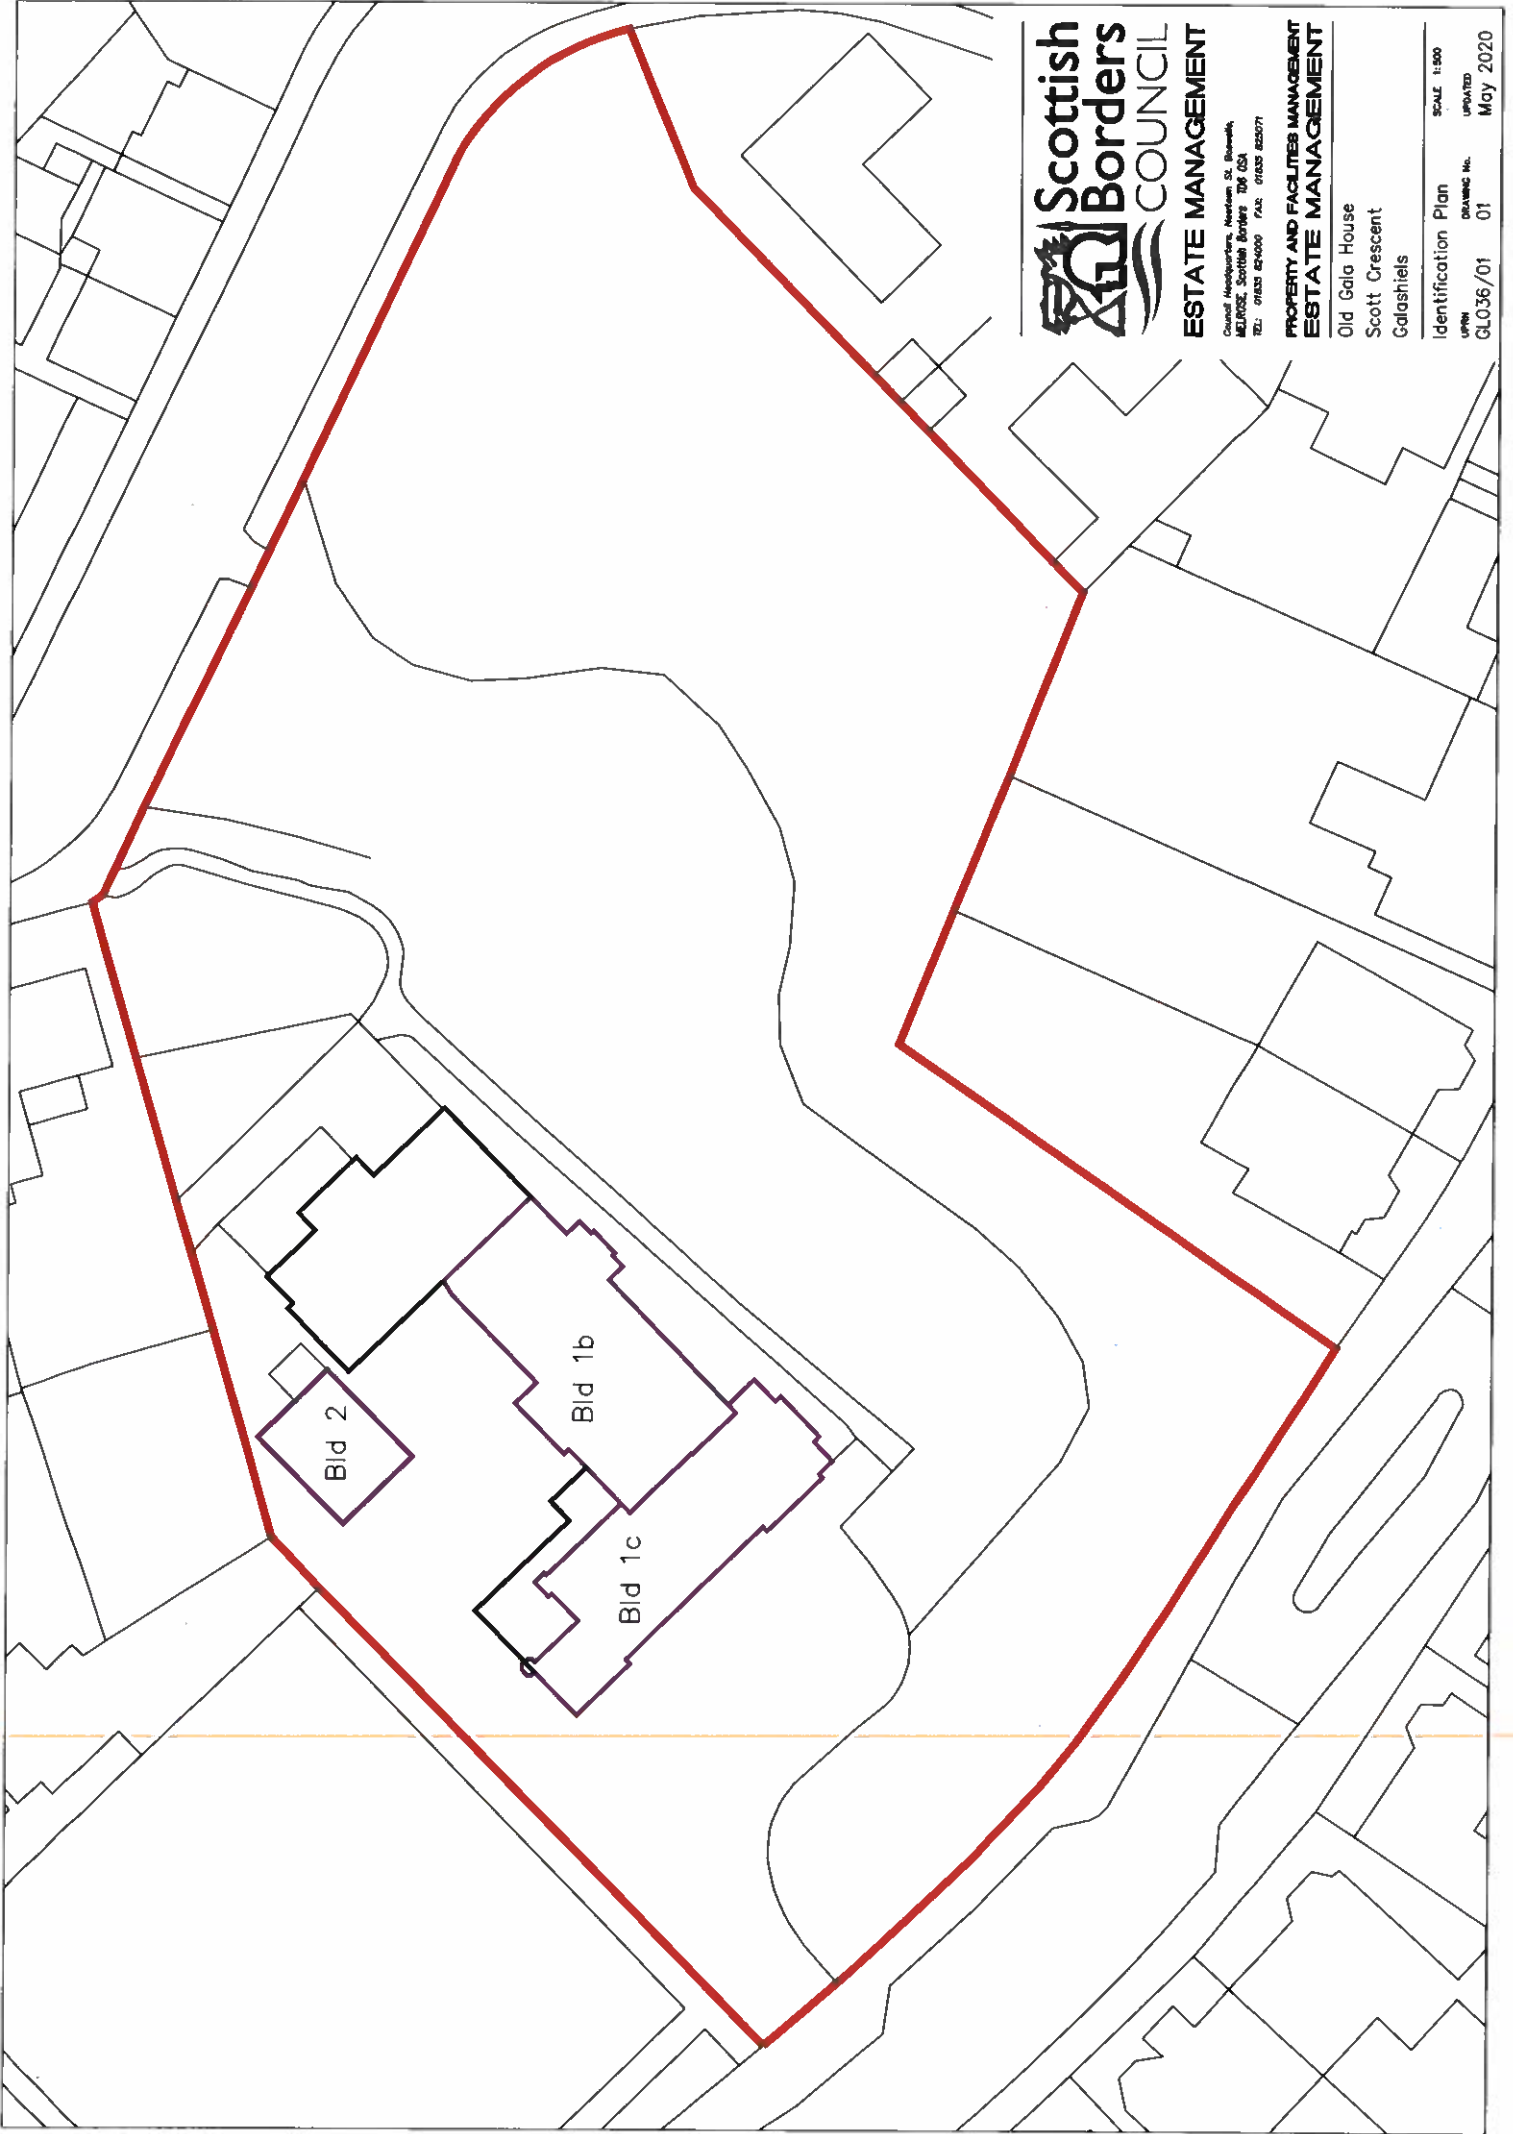 Scottish
Borders
COUNCIL
ESTATE MANAGEMENT
Council Headquarters, Newtown St. Boswells,
MELROSE, Scottish Borders TD6 0SA
TEL: 01835 824000 FAX: 01835 825071
PROPERTY AND FACILITIES MANAGEMENT
ESTATE MANAGEMENT
Old Gala House
Scott Crescent
Galashiels
Identification Plan SCALE 1:500
UPRN DRAWING No. UPDATED
GL036/01 01 May 2020
Bld 2
Bld 1b
Bld 1c